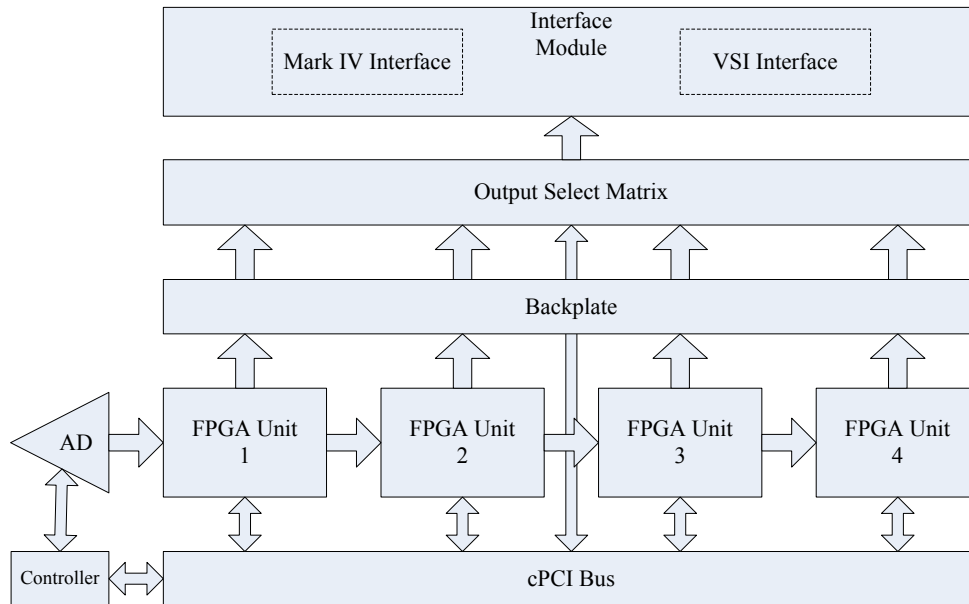 Interface
Module
Mark IV Interface
VSI Interface
Output Select Matrix
Backplate
AD
FPGA Unit
1
FPGA Unit
2
FPGA Unit
3
FPGA Unit
4
Controller
cPCI Bus